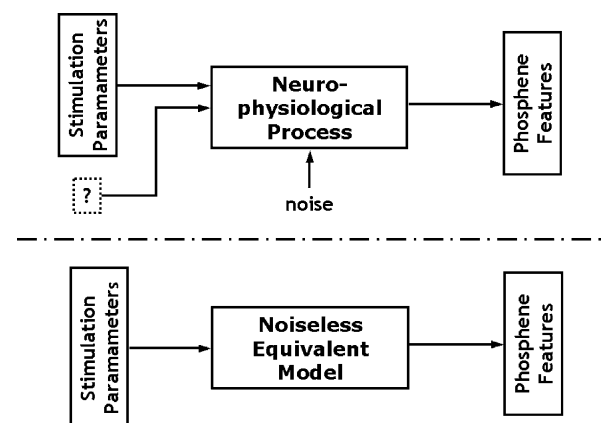 Stimulation
Paramameters
?
Neuro-
physiological
Process
noise
Phosphene
Features
Stimulation
Paramameters
Noiseless
Equivalent
Model
Phosphene
Features